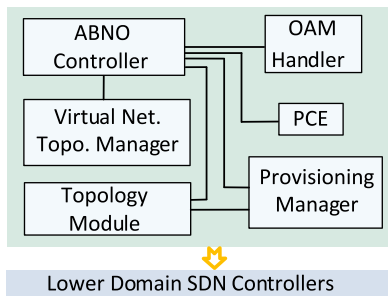 ABNO
Controller
OAM
Handler
Virtual Net.
Topo. Manager
PCE
Topology
Module
Provisioning
Manager
Lower Domain SDN Controllers